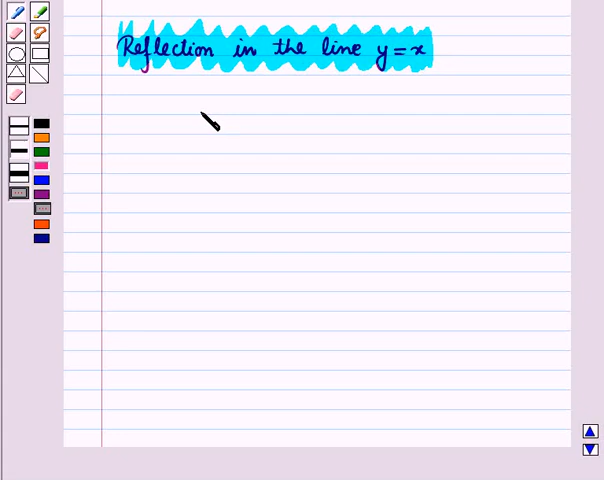 Reflection in the line y = x